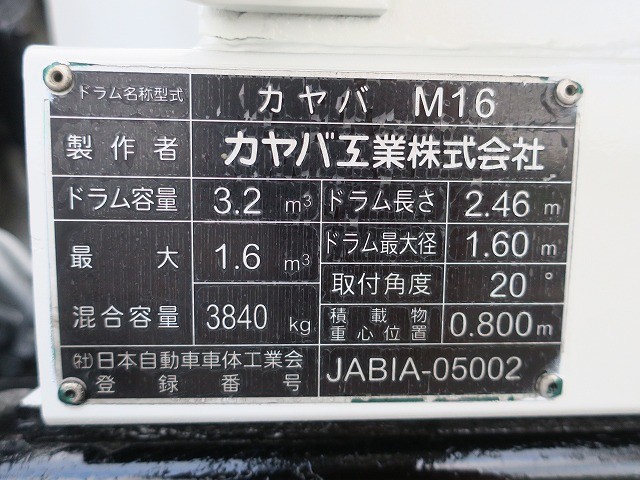 ドラム名称型式 カヤバ M16
製作者 カヤバ工業株式会社
ドラム容量 3.2 m³ ドラム長さ 2.46 m
最大 1.6 m³ ドラム最大径 1.60 m
取付角度 20°
混合容量 3840 kg 積載物 0.800m
重心位置
㈳日本自動車車体工業会 JABIA-05002
登録番号